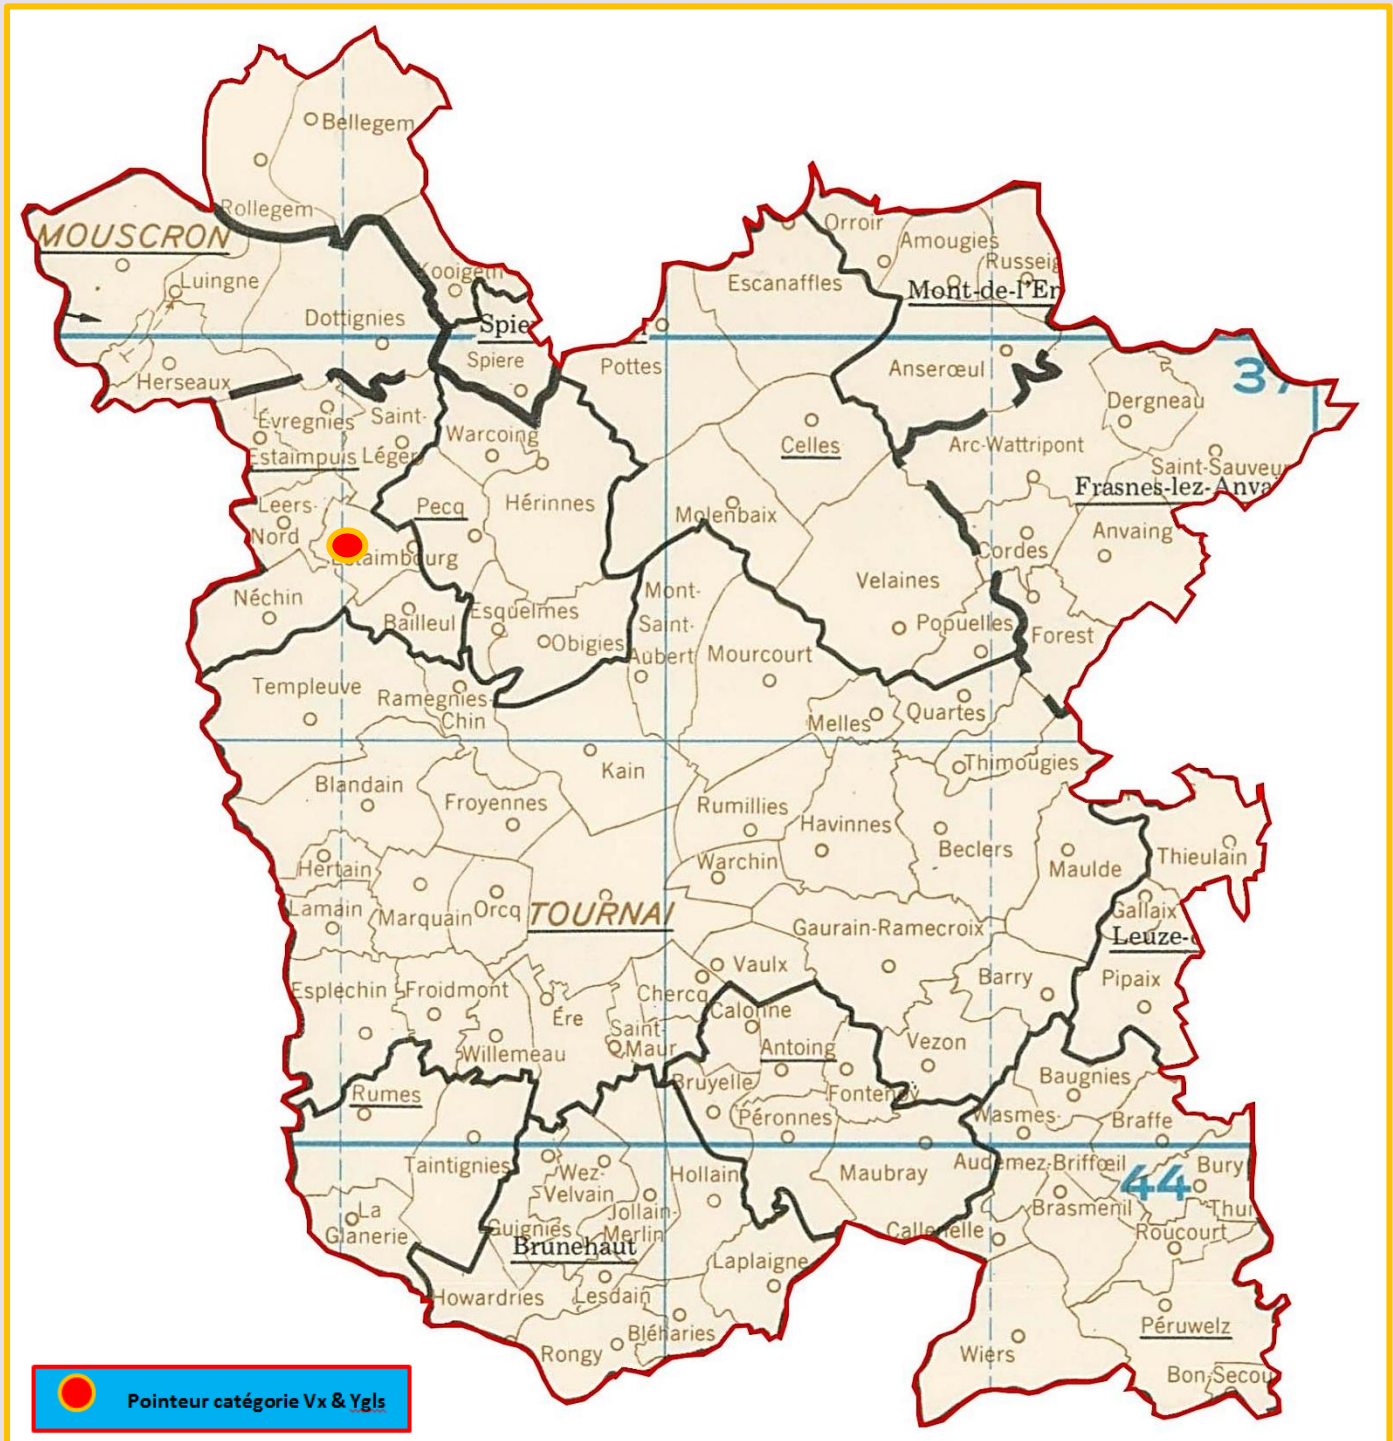 Bellegem
Rollegem
MOUSCRON
Luingne
Kooigem
Orroir
Amougies
Russeig
Escanaffles
Mont-de-l'En
Dottignies
Spie
Spiere
Pottes
Anserœul
Herseaux
37
Dergneau
Évregnies
Saint-
Léger
Estaimpuis
Warcoing
Celles
Arc-Wattripont
Saint-Sauveu
Frasnes-lez-Anva
Leers-
Nord
Pecq
Hérinnes
Molenbaix
Anvaing
Cordes
Estaimbourg
Velaines
Néchin
Bailleul
Esquelmes
Obigies
Mont-
Saint-
Aubert
Popuelles
Forest
Mourcourt
Templeuve
Ramegnies-
Chin
Melles
Quartes
Thimougies
Kain
Blandain
Froyennes
Rumillies
Havinnes
Beclers
Maulde
Thieulain
Hertain
Warchin
Lamain
Marquain
Orcq
TOURNAI
Gaurain-Ramecroix
Gallaix
Leuze-
Vaulx
Barry
Pipaix
Esplechin
Froidmont
Ère
Chercq
Calonne
Saint-
Maur
Willemeau
Antoing
Vezon
Rumes
Bruyelle
Fontenoy
Baugnies
Péronnes
Wasmes-
Audemez-Briffœil
Braffe
Taintignies
Wez-
Velvain
Hollain
Maubray
44
Bury
La
Glanerie
Guignies
Jollain-
Merlin
Brasmenil
Thui
Roucourt
Callenelle
Brunehaut
Laplaigne
Howardries
Lesdain
Bléharies
Rongy
Péruwelz
Wiers
Bon-Secou
Pointeur catégorie Vx & Ygls